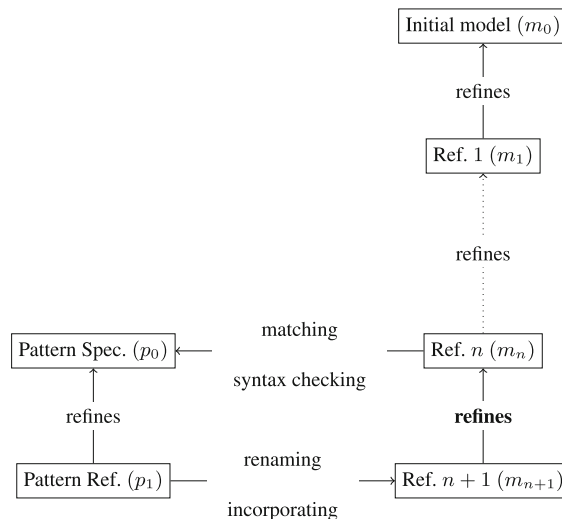 Initial model (m₀)
refines
Ref. 1 (m₁)
refines
matching
Pattern Spec. (p₀)
Ref. n (mₙ)
syntax checking
refines
refines
renaming
Pattern Ref. (p₁)
Ref. n + 1 (mₙ₊₁)
incorporating